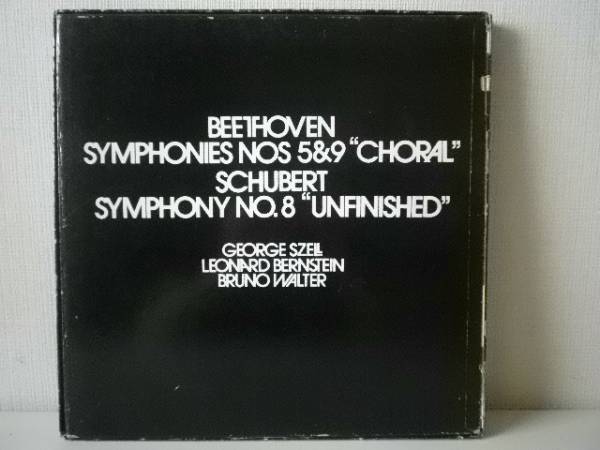 BEETHOVEN
SYMPHONIES NOS 5&9 “CHORAL”
SCHUBERT
SYMPHONY NO. 8 “UNFINISHED”
GEORGE SZELL
LEONARD BERNSTEIN
BRUNO WALTER